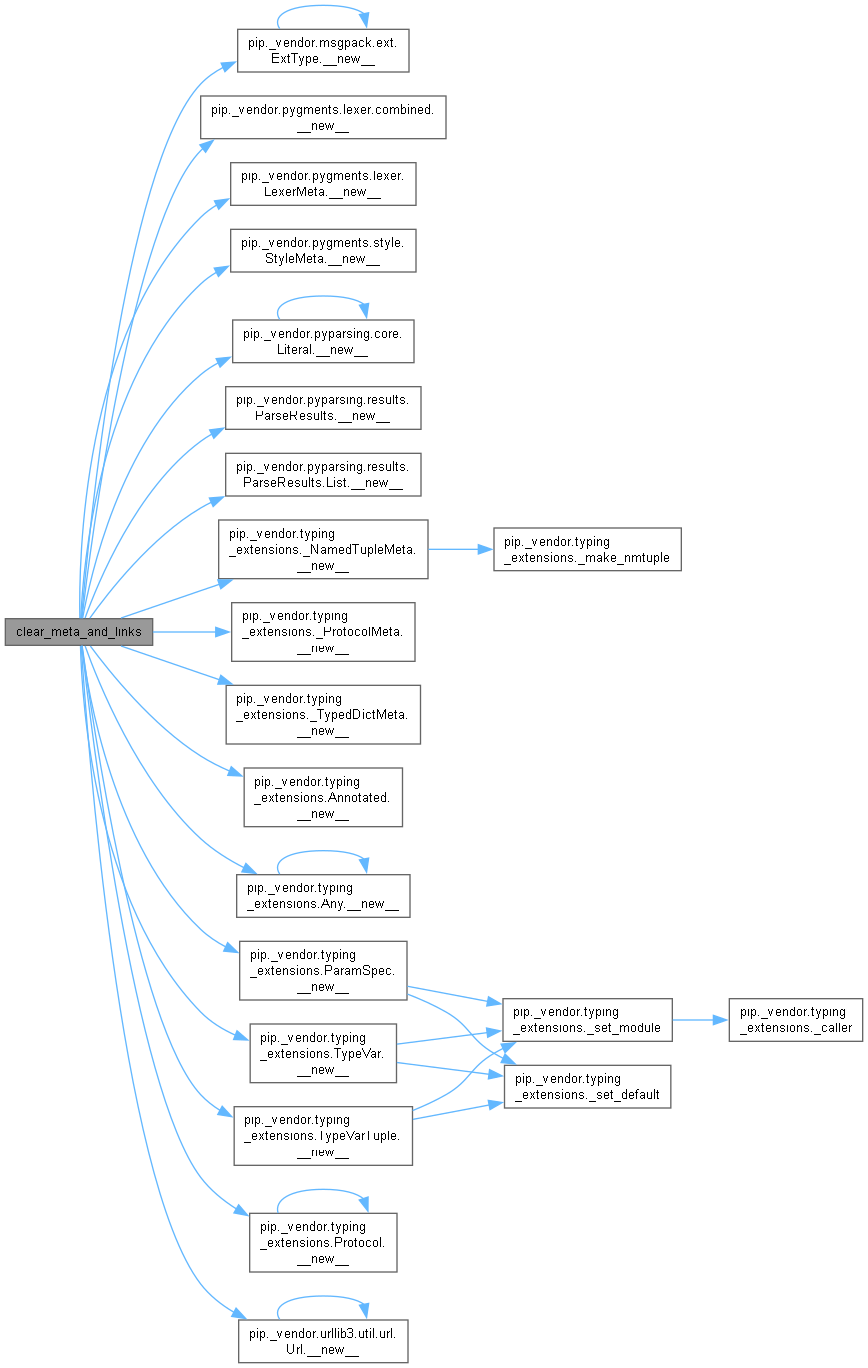 pip._vendor.msgpack.ext.
ExtType.__new__
pip._vendor.pygments.lexer.combined.
__new__
pip._vendor.pygments.lexer.
LexerMeta.__new__
pip._vendor.pygments.style.
StyleMeta.__new__
pip._vendor.pyparsing.core.
Literal.__new__
pip._vendor.pyparsing.results.
ParseResults.__new__
pip._vendor.pyparsing.results.
ParseResults.List.__new__
pip._vendor.typing
_extensions._NamedTupleMeta.
__new__
pip._vendor.typing
_extensions._make_nmtuple
clear_meta_and_links
pip._vendor.typing
_extensions._ProtocolMeta.
__new__
pip._vendor.typing
_extensions._TypedDictMeta.
__new__
pip._vendor.typing
_extensions.Annotated.
__new__
pip._vendor.typing
_extensions.Any.__new__
pip._vendor.typing
_extensions.ParamSpec.
__new__
pip._vendor.typing
_extensions._set_module
pip._vendor.typing
_extensions._caller
pip._vendor.typing
_extensions.TypeVar.
__new__
pip._vendor.typing
_extensions._set_default
pip._vendor.typing
_extensions.TypeVarTuple.
__new__
pip._vendor.typing
_extensions.Protocol.
__new__
pip._vendor.urllib3.util.url.
Url.__new__